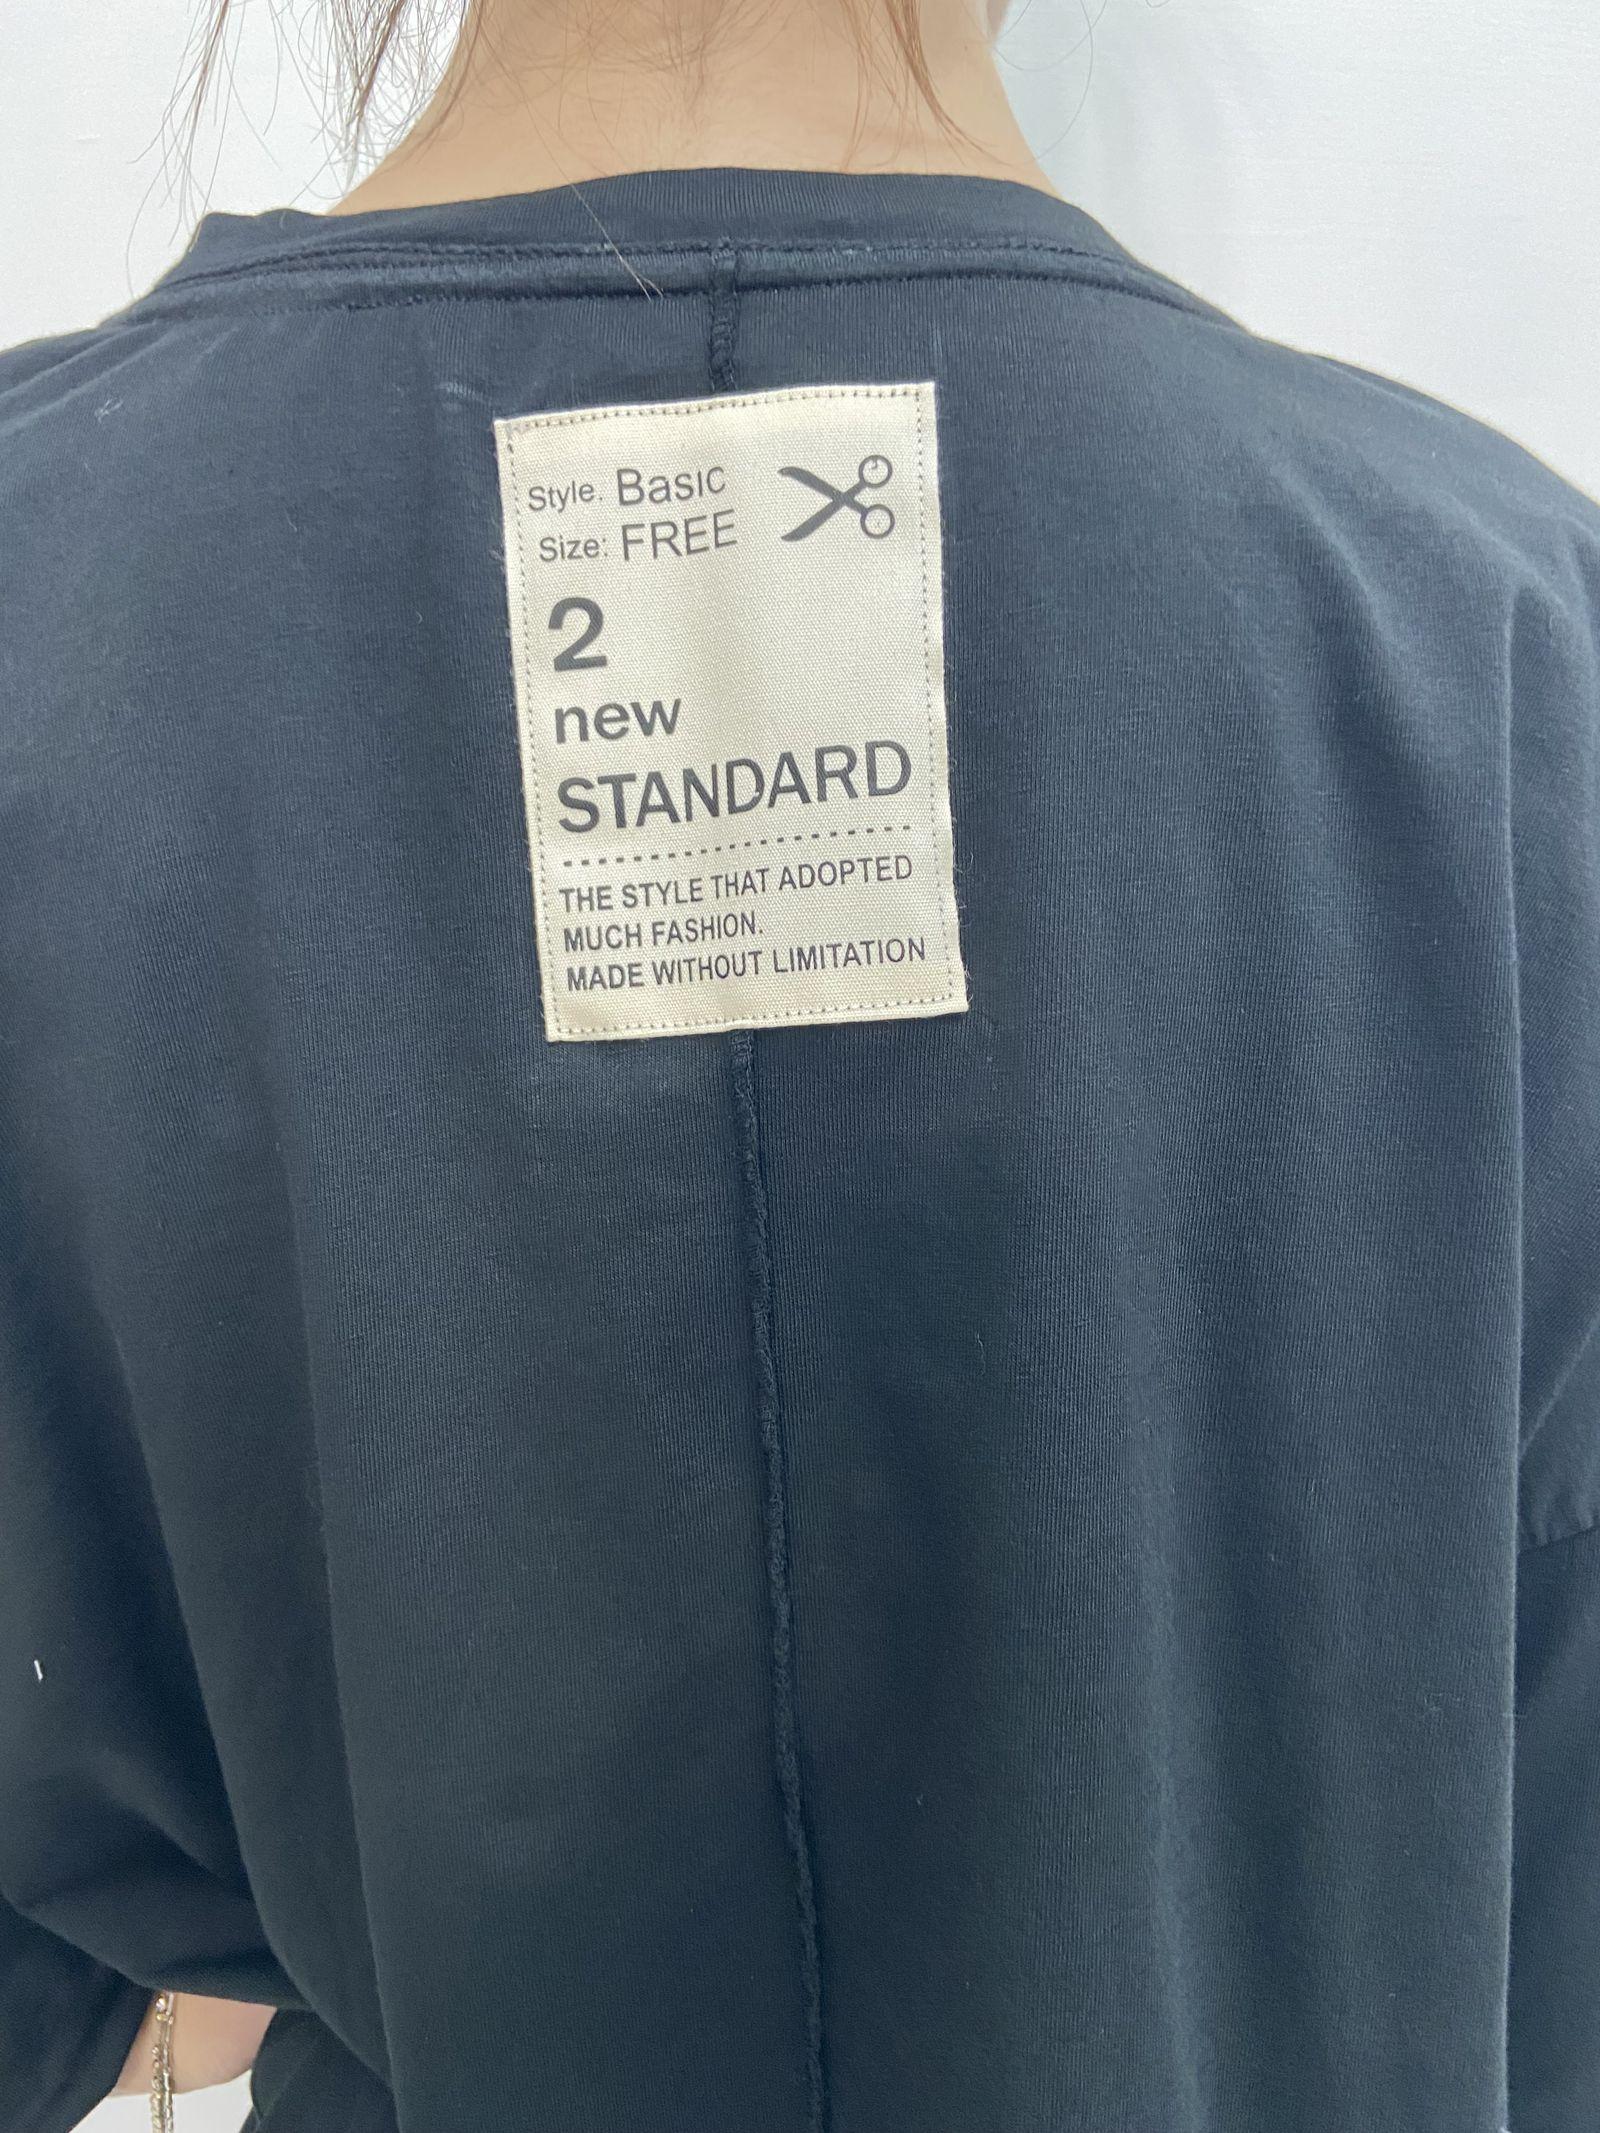 Style. Basic
Size: FREE
2
new
STANDARD
THE STYLE THAT ADOPTED
MUCH FASHION.
MADE WITHOUT LIMITATION